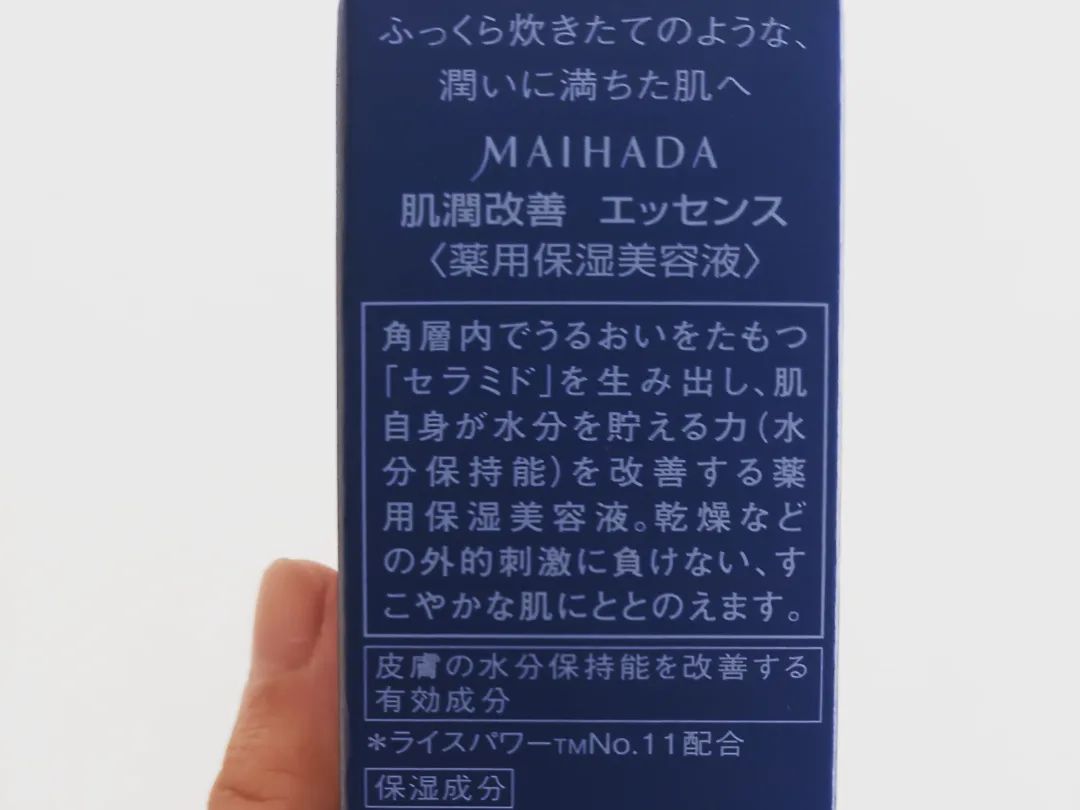 ふっくら炊きたてのような、
潤いに満ちた肌へ
MAIHADA
肌潤改善 エッセンス
〈薬用保湿美容液〉
角層内でうるおいをたもつ
「セラミド」を生み出し、肌
自身が水分を貯える力(水
分保持能)を改善する薬
用保湿美容液。乾燥など
の外的刺激に負けない、す
こやかな肌にととのえます。
皮膚の水分保持能を改善する
有効成分
*ライスパワー™No.11配合
保湿成分